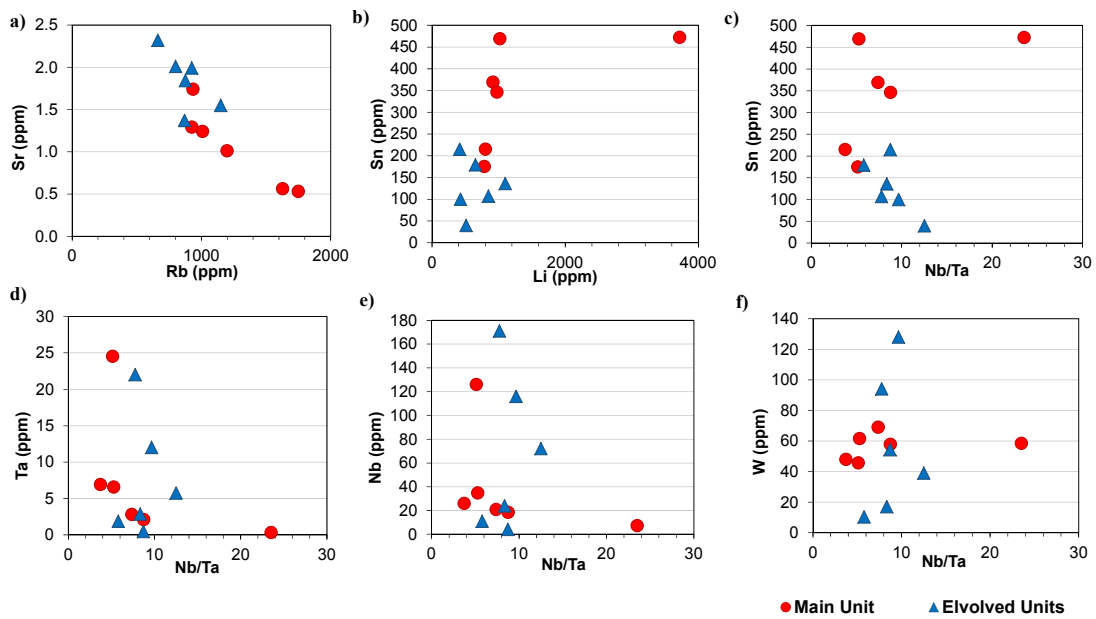 a)
2.5
2.0
1.5
1.0
0.5
0.0
Sr (ppm)
0 1000 2000
Rb (ppm)
b)
500
450
400
350
300
250
200
150
100
50
0
Sn (ppm)
0 2000 4000
Li (ppm)
c)
500
450
400
350
300
250
200
150
100
50
0
Sn (ppm)
0 10 20 30
Nb/Ta
d)
30
25
20
15
10
5
0
Ta (ppm)
0 10 20 30
Nb/Ta
e)
180
160
140
120
100
80
60
40
20
0
Nb (ppm)
0 10 20 30
Nb/Ta
f)
140
120
100
80
60
40
20
0
W (ppm)
0 10 20 30
Nb/Ta
Main Unit Elvolved Units